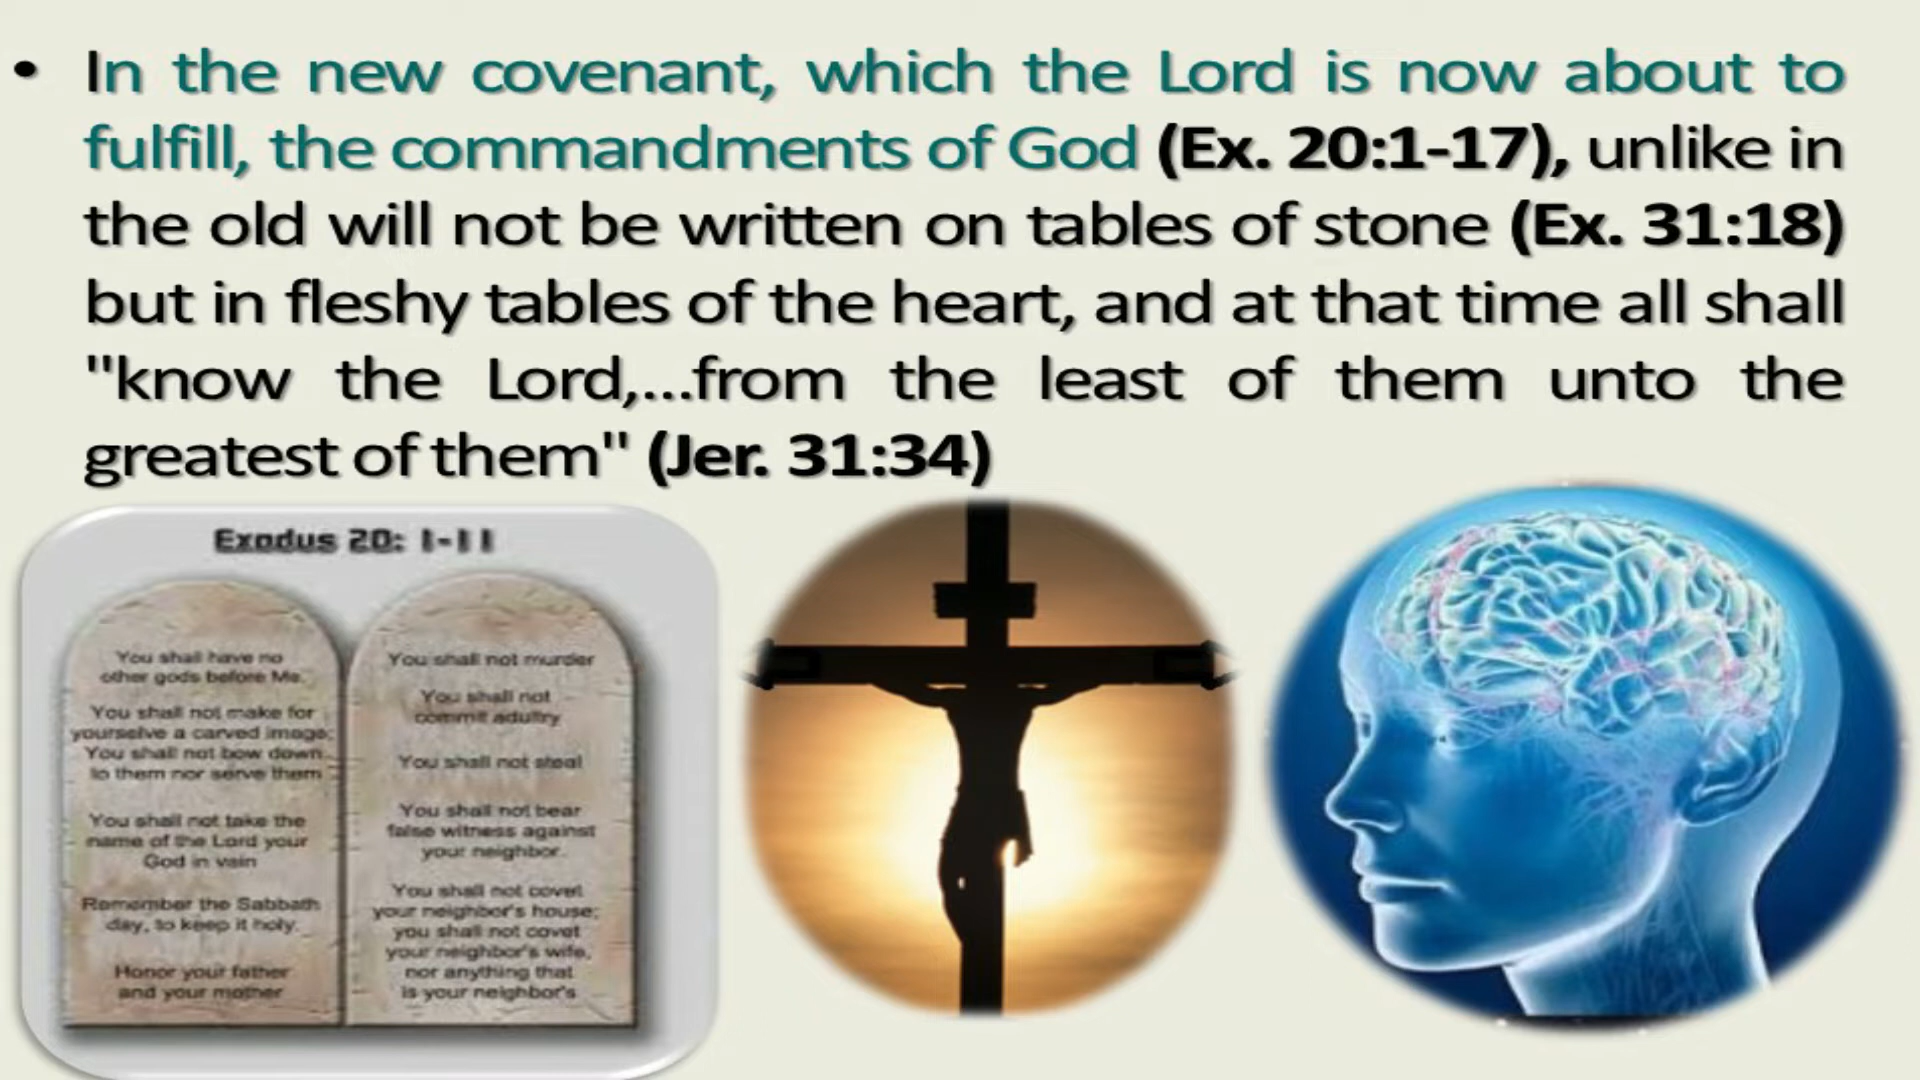 • In the new covenant, which the Lord is now about to
fulfill, the commandments of God (Ex. 20:1-17), unlike in
the old will not be written on tables of stone (Ex. 31:18)
but in fleshy tables of the heart, and at that time all shall
"know the Lord,...from the least of them unto the
greatest of them" (Jer. 31:34)
Exodus 20: 1-11
You shall have no
other gods before Me.
You shall not make for
yourselve a carved image;
You shall not bow down
to them nor serve them
You shall not take the
name of the Lord your
God in vain
Remember the Sabbath
day, to keep it holy.
Honor your father
and your mother
You shall not murder
You shall not
commit adultry
You shall not steal
You shall not bear
false witness against
your neighbor.
You shall not covet
your neighbor's house;
you shall not covet
your neighbor's wife,
nor anything that
is your neighbor's